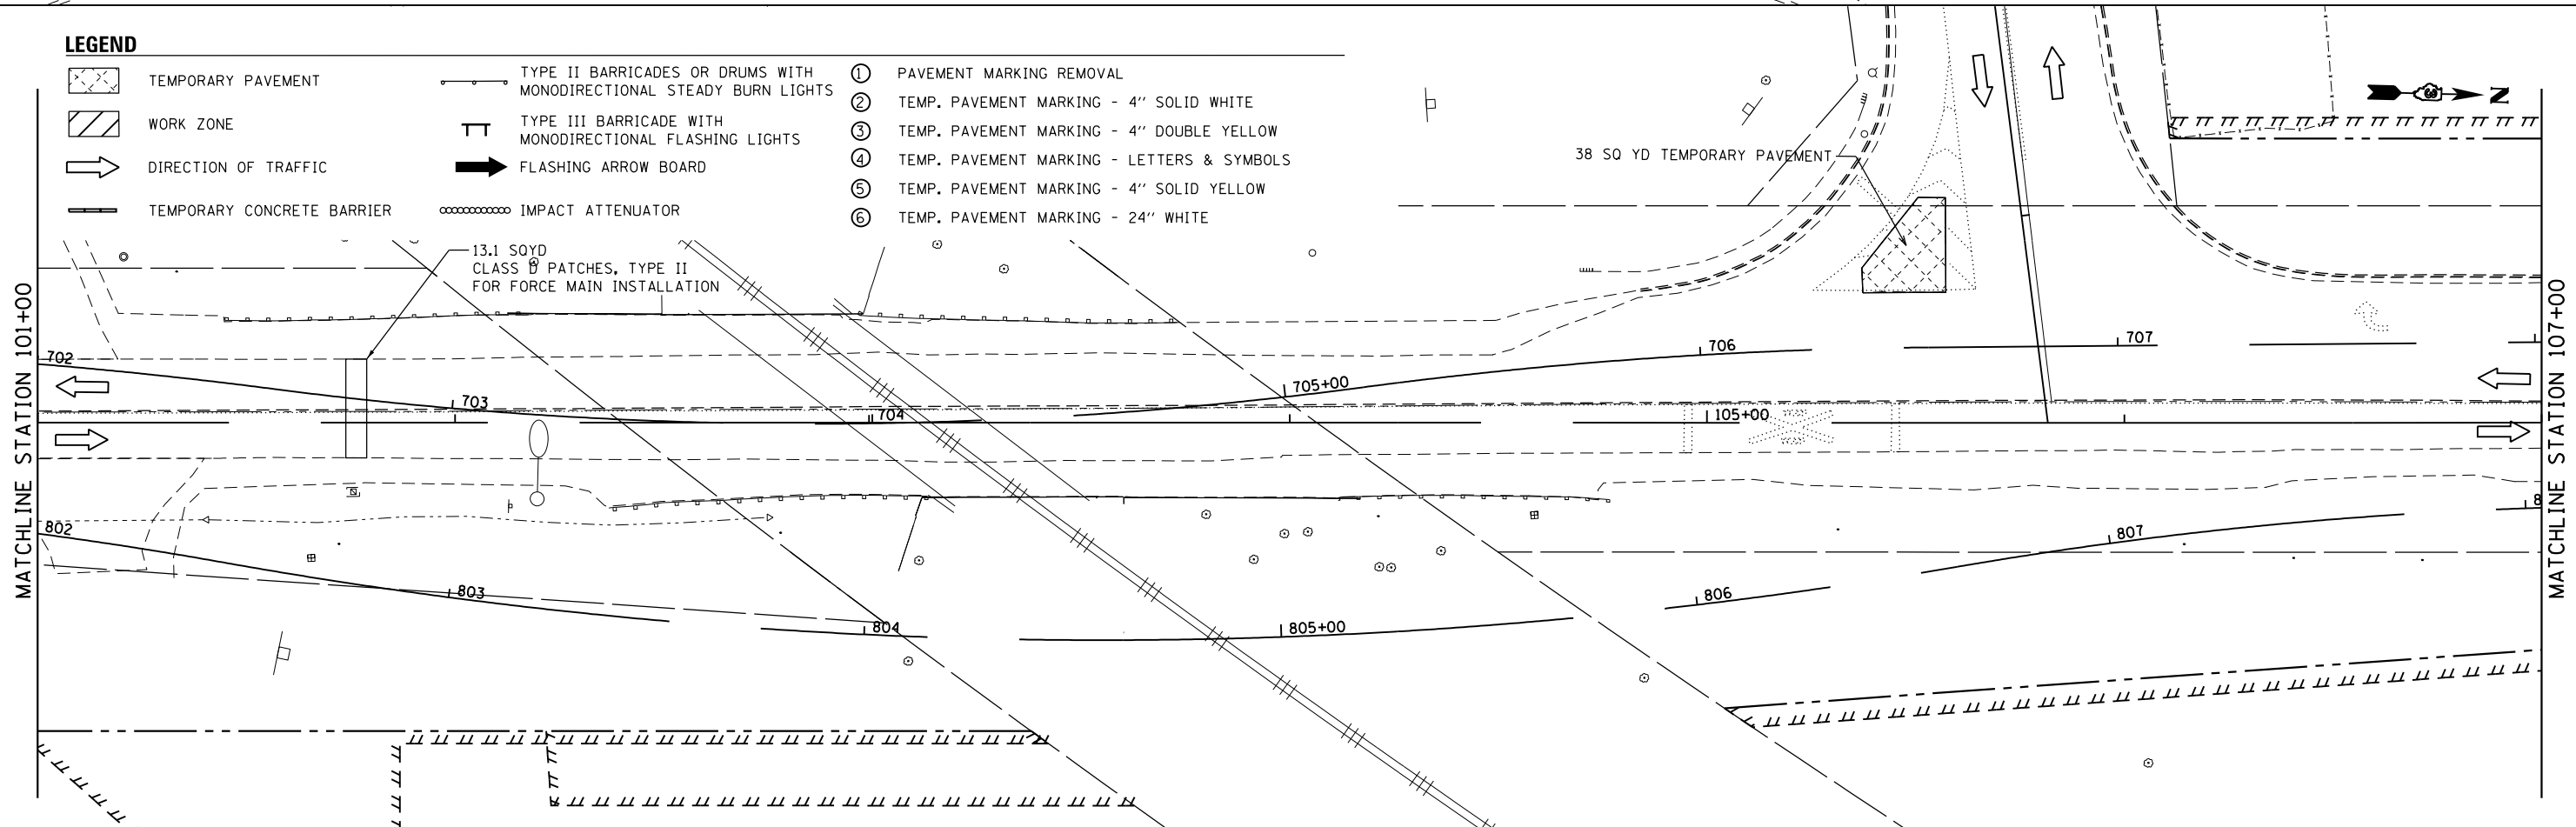 LEGEND
TEMPORARY PAVEMENT
WORK ZONE
DIRECTION OF TRAFFIC
TEMPORARY CONCRETE BARRIER
TYPE II BARRICADES OR DRUMS WITH
MONODIRECTIONAL STEADY BURN LIGHTS
TYPE III BARRICADE WITH
MONODIRECTIONAL FLASHING LIGHTS
FLASHING ARROW BOARD
IMPACT ATTENUATOR
1 PAVEMENT MARKING REMOVAL
2 TEMP. PAVEMENT MARKING - 4" SOLID WHITE
3 TEMP. PAVEMENT MARKING - 4" DOUBLE YELLOW
4 TEMP. PAVEMENT MARKING - LETTERS & SYMBOLS
5 TEMP. PAVEMENT MARKING - 4" SOLID YELLOW
6 TEMP. PAVEMENT MARKING - 24" WHITE
N
38 SQ YD TEMPORARY PAVEMENT
13.1 SQYD
CLASS D PATCHES, TYPE II
FOR FORCE MAIN INSTALLATION
MATCHLINE STATION 101+00
MATCHLINE STATION 107+00
702
703
704
705+00
706
707
105+00
802
803
804
805+00
806
807
8